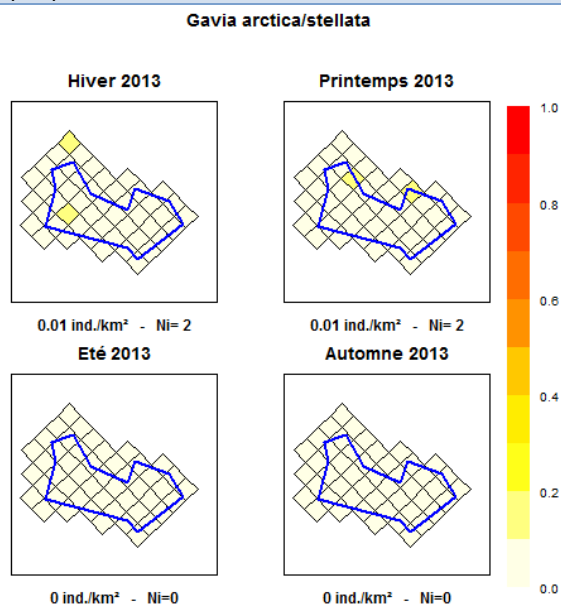 Gavia arctica/stellata
Hiver 2013
Printemps 2013
0.01 ind./km² - Ni= 2
0.01 ind./km² - Ni= 2
Eté 2013
Automne 2013
0 ind./km² - Ni=0
0 ind./km² - Ni=0
1.0
0.8
0.6
0.4
0.2
0.0